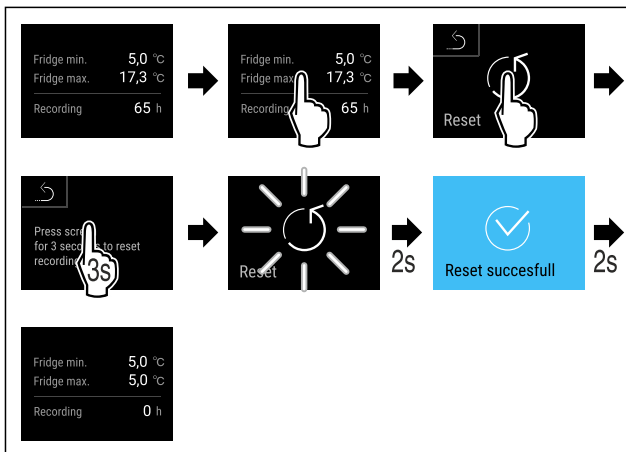 Fridge min. 5,0 °C
Fridge max. 17,3 °C
Recording 65 h
Fridge min. 5,0 °C
Fridge max 17,3 °C
Recording 65 h
Reset
Press scre
for 3 seco s to reset
recordin
3s
Reset
2s
Reset succesfull
2s
Fridge min. 5,0 °C
Fridge max. 5,0 °C
Recording 0 h